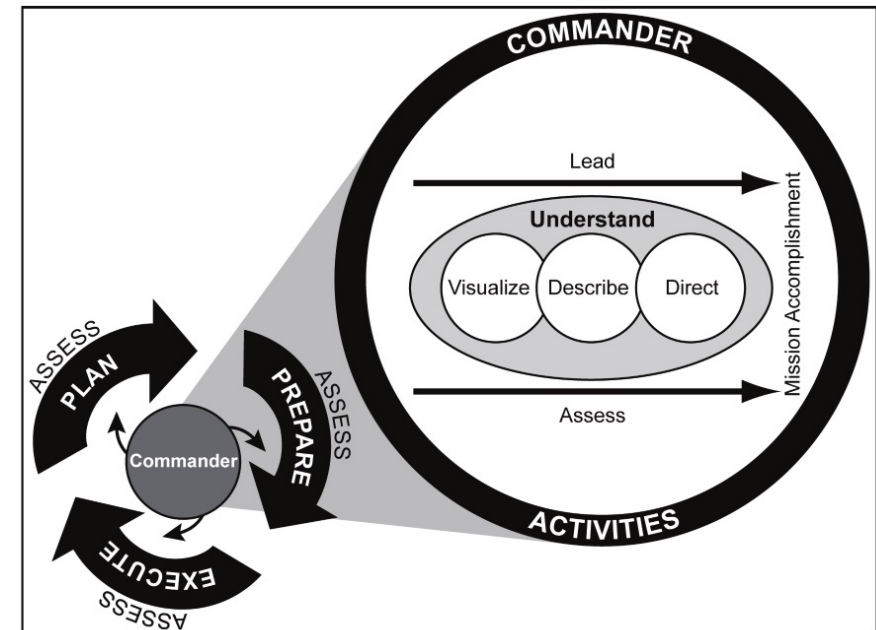 COMMANDER
Lead
Understand
Visualize
Describe
Direct
Mission Accomplishment
Assess
ACTIVITIES
ASSESS
PLAN
ASSESS
PREPARE
Commander
EXECUTE
ASSESS